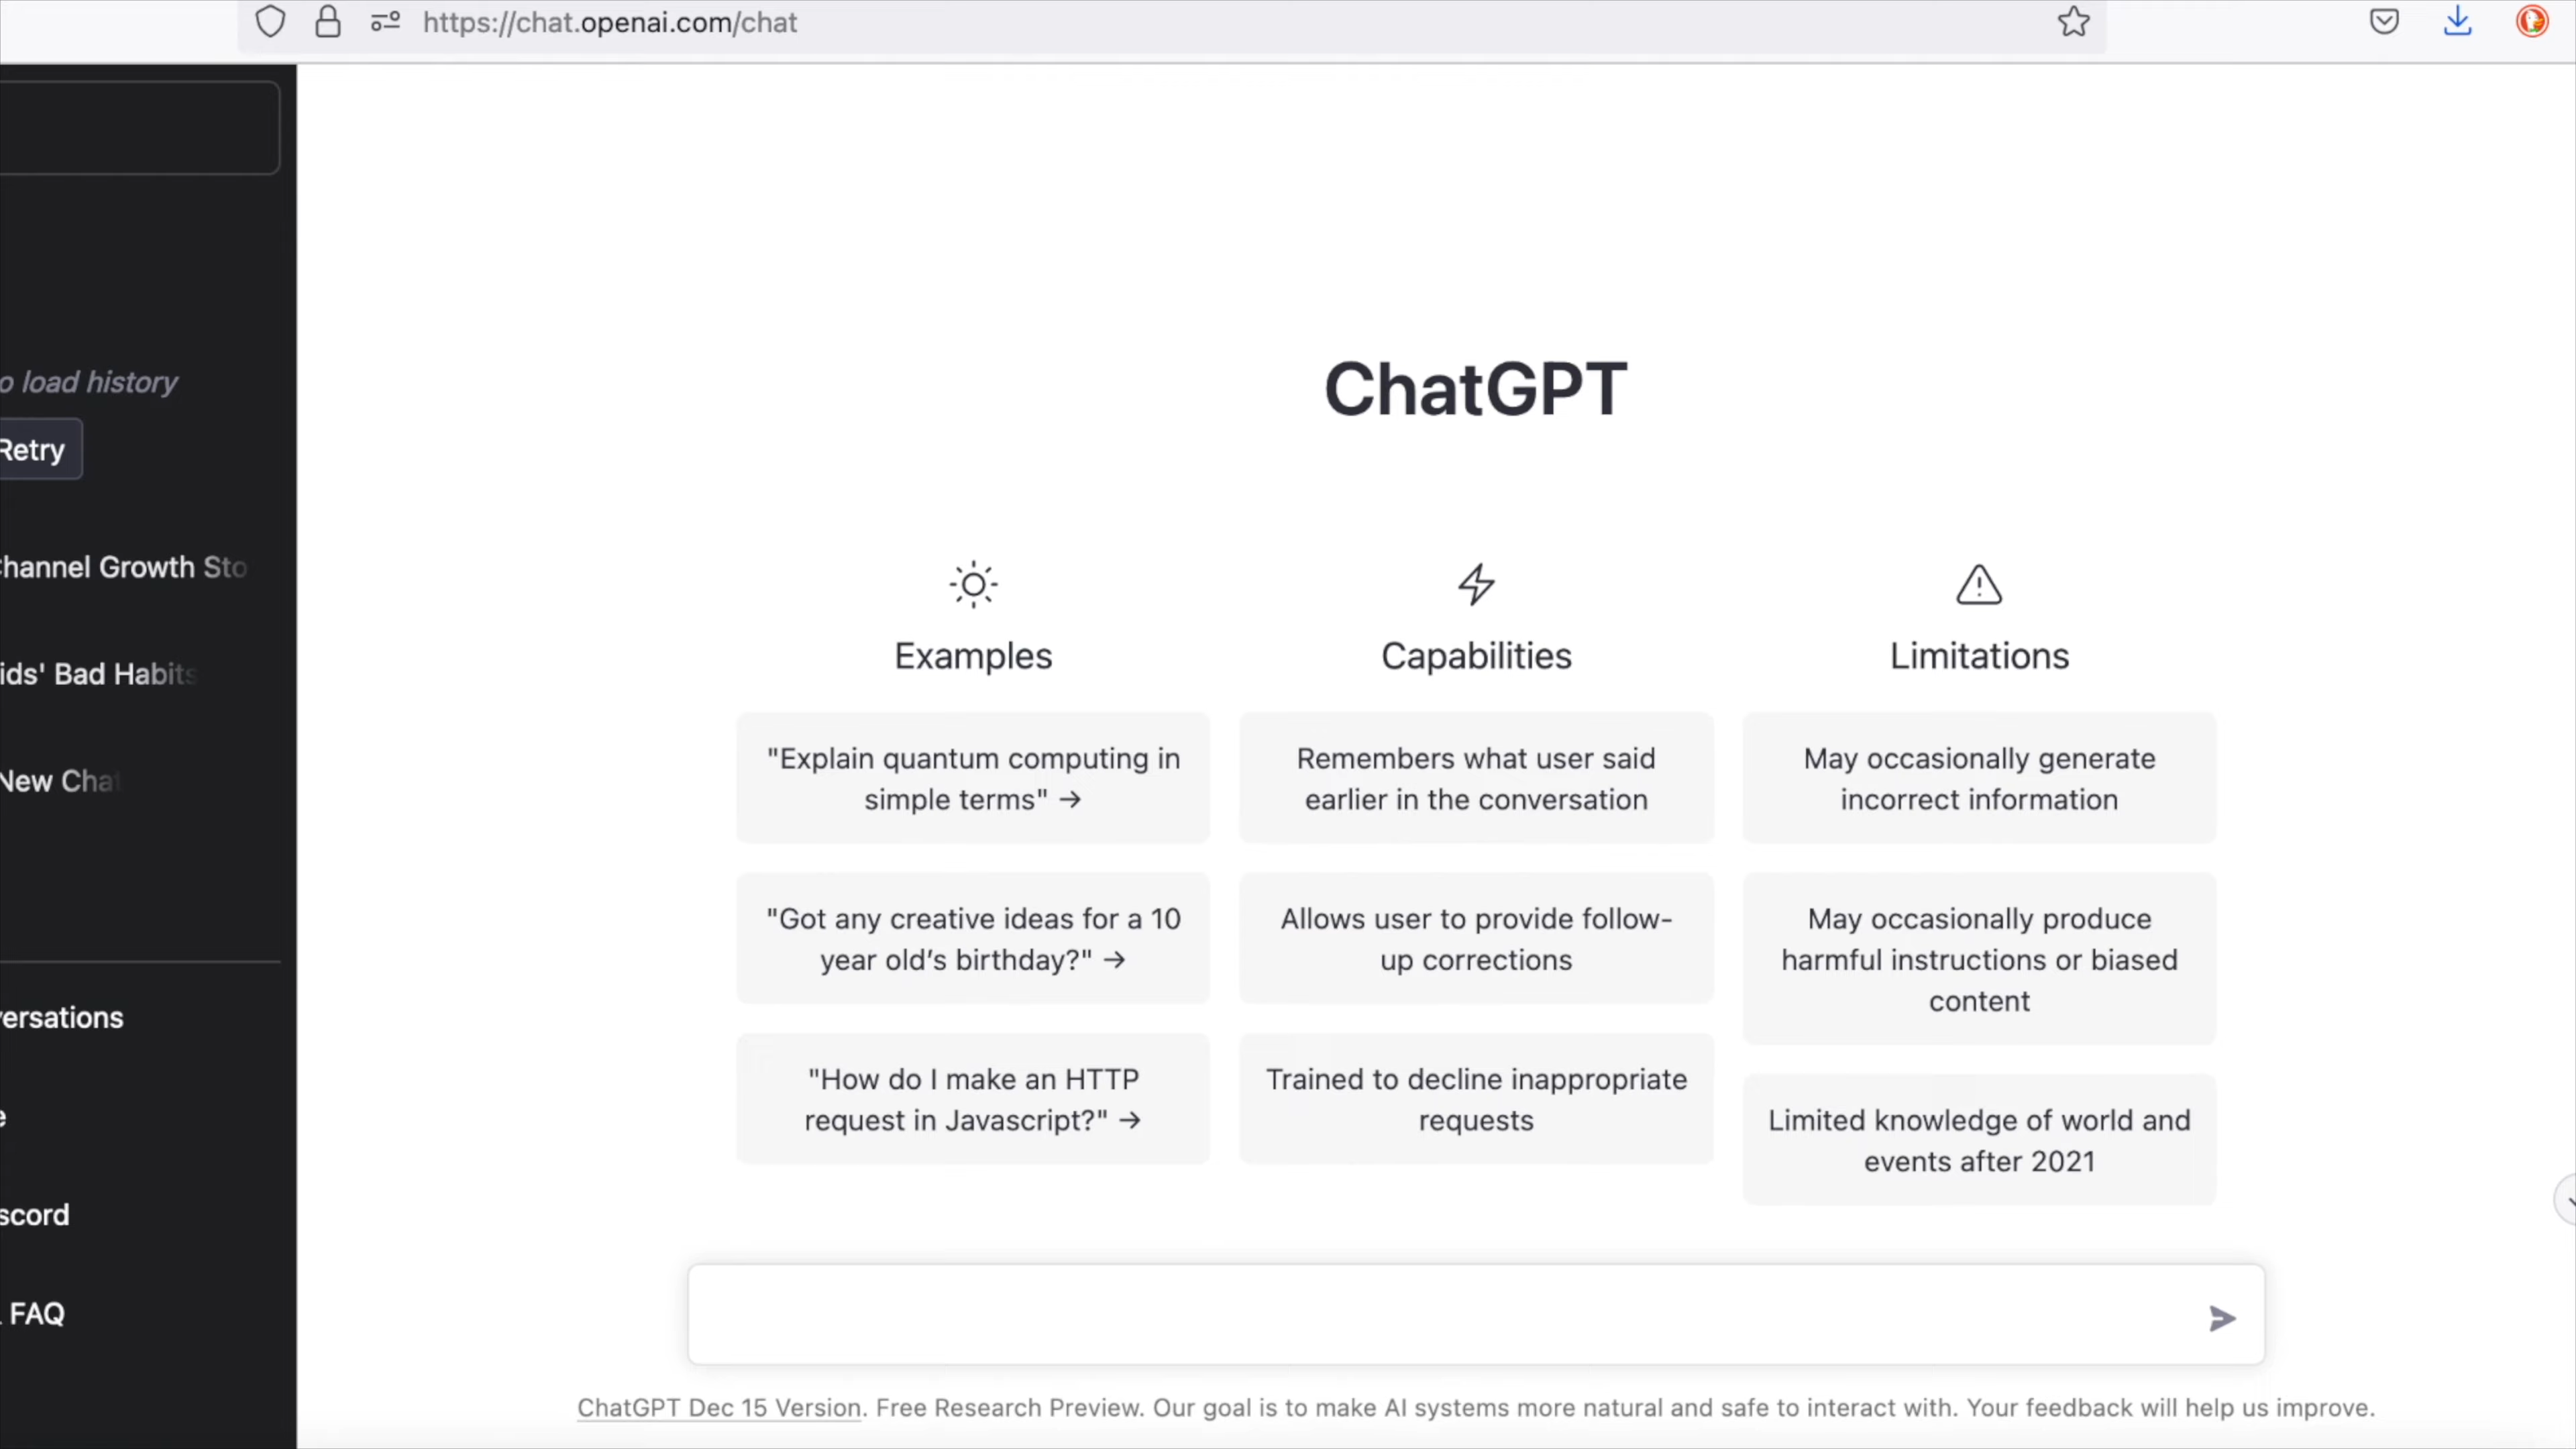 https://chat.openai.com/chat
o load history
Retry
hannel Growth Sto
ids' Bad Habits
New Chat
versations
e
scord
& FAQ
ChatGPT
Examples
"Explain quantum computing in
simple terms" →
"Got any creative ideas for a 10
year old’s birthday?" →
"How do I make an HTTP
request in Javascript?" →
Capabilities
Remembers what user said
earlier in the conversation
Allows user to provide follow-
up corrections
Trained to decline inappropriate
requests
Limitations
May occasionally generate
incorrect information
May occasionally produce
harmful instructions or biased
content
Limited knowledge of world and
events after 2021
ChatGPT Dec 15 Version. Free Research Preview. Our goal is to make AI systems more natural and safe to interact with. Your feedback will help us improve.